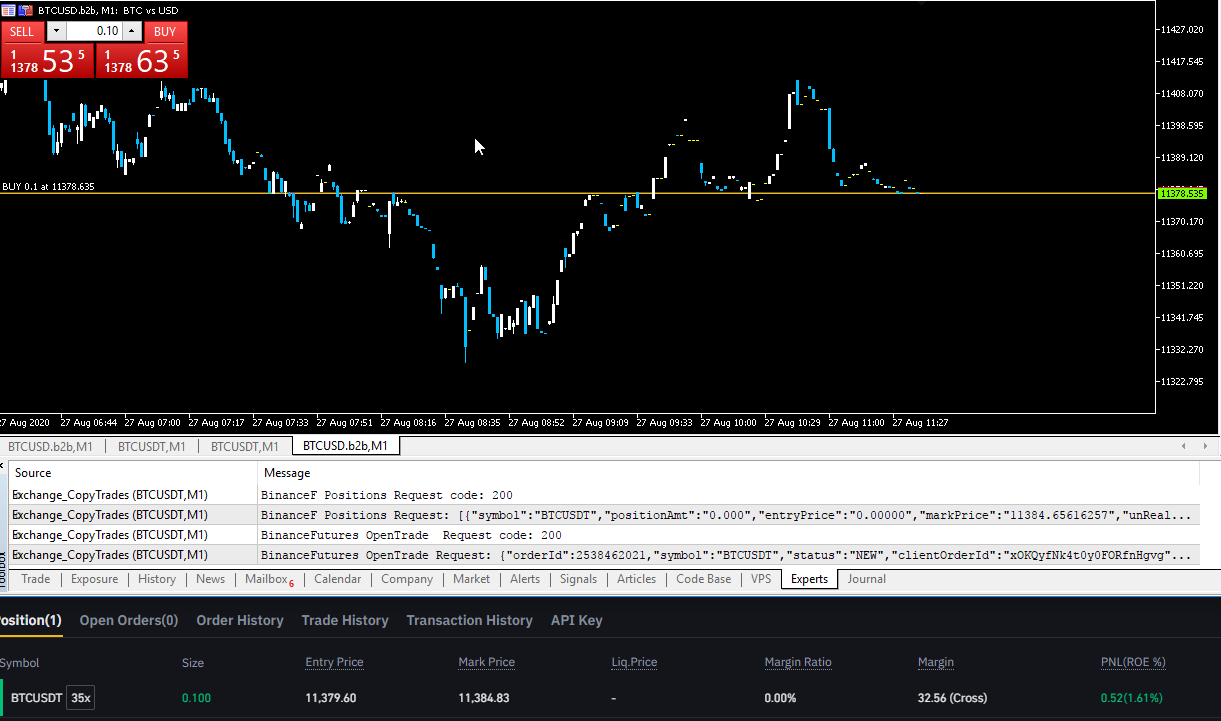 BTCUSD.b2b, M1: BTC vs USD
SELL 0.10 BUY
1 1378 53 5 1 1378 63 5
11427.020
11417.545
11408.070
11398.595
11389.120
BUY 0.1 at 11378.635
11378.535
11370.170
11360.695
11351.220
11341.745
11332.270
11322.795
27 Aug 2020 27 Aug 06:44 27 Aug 07:00 27 Aug 07:17 27 Aug 07:33 27 Aug 07:51 27 Aug 08:16 27 Aug 08:35 27 Aug 08:52 27 Aug 09:09 27 Aug 09:33 27 Aug 10:00 27 Aug 10:29 27 Aug 11:00 27 Aug 11:27
BTCUSD.b2b,M1 BTCUSDT,M1 BTCUSDT,M1 BTCUSD.b2b,M1
Source Message
Exchange_CopyTrades (BTCUSDT,M1) BinanceF Positions Request code: 200
Exchange_CopyTrades (BTCUSDT,M1) BinanceF Positions Request: [{"symbol":"BTCUSDT","positionAmt":"0.000","entryPrice":"0.00000","markPrice":"11384.65616257","unReal...
Exchange_CopyTrades (BTCUSDT,M1) BinanceFutures OpenTrade Request code: 200
Exchange_CopyTrades (BTCUSDT,M1) BinanceFutures OpenTrade Request: {"orderId":2538462021,"symbol":"BTCUSDT","status":"NEW","clientOrderId":"xOKQyfNk4t0y0FORfnHgvg"...
Toolbox
Trade Exposure History News Mailbox 6 Calendar Company Market Alerts Signals Articles Code Base VPS Experts Journal
osition(1) Open Orders(0) Order History Trade History Transaction History API Key
Symbol Size Entry Price Mark Price Liq.Price Margin Ratio Margin PNL(ROE %)
BTCUSDT 35x 0.100 11,379.60 11,384.83 - 0.00% 32.56 (Cross) 0.52(1.61%)